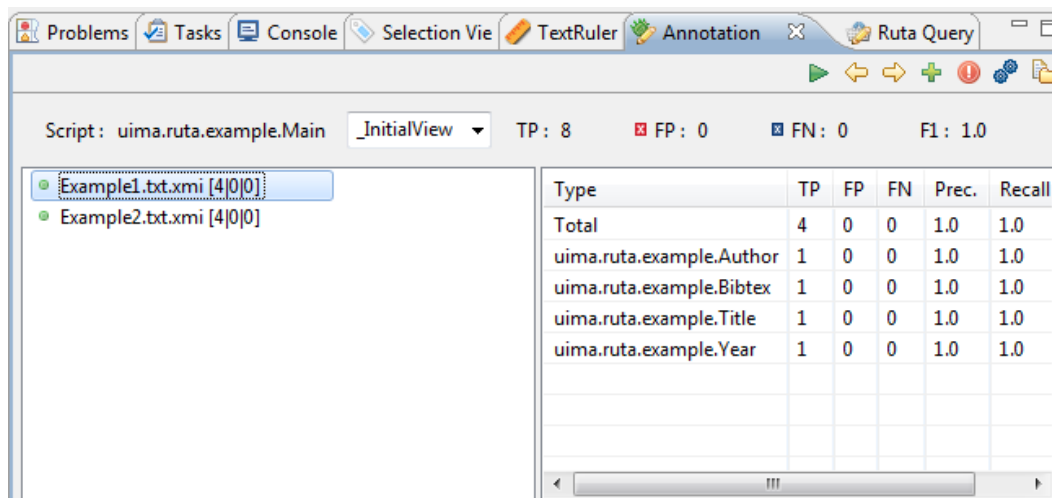 Problems Tasks Console Selection Vie TextRuler Annotation Ruta Query
Script : uima.ruta.example.Main _InitialView TP : 8 FP : 0 FN : 0 F1 : 1.0
Example1.txt.xmi [4|0|0]
Example2.txt.xmi [4|0|0]
Type TP FP FN Prec. Recall
Total 4 0 0 1.0 1.0
uima.ruta.example.Author 1 0 0 1.0 1.0
uima.ruta.example.Bibtex 1 0 0 1.0 1.0
uima.ruta.example.Title 1 0 0 1.0 1.0
uima.ruta.example.Year 1 0 0 1.0 1.0